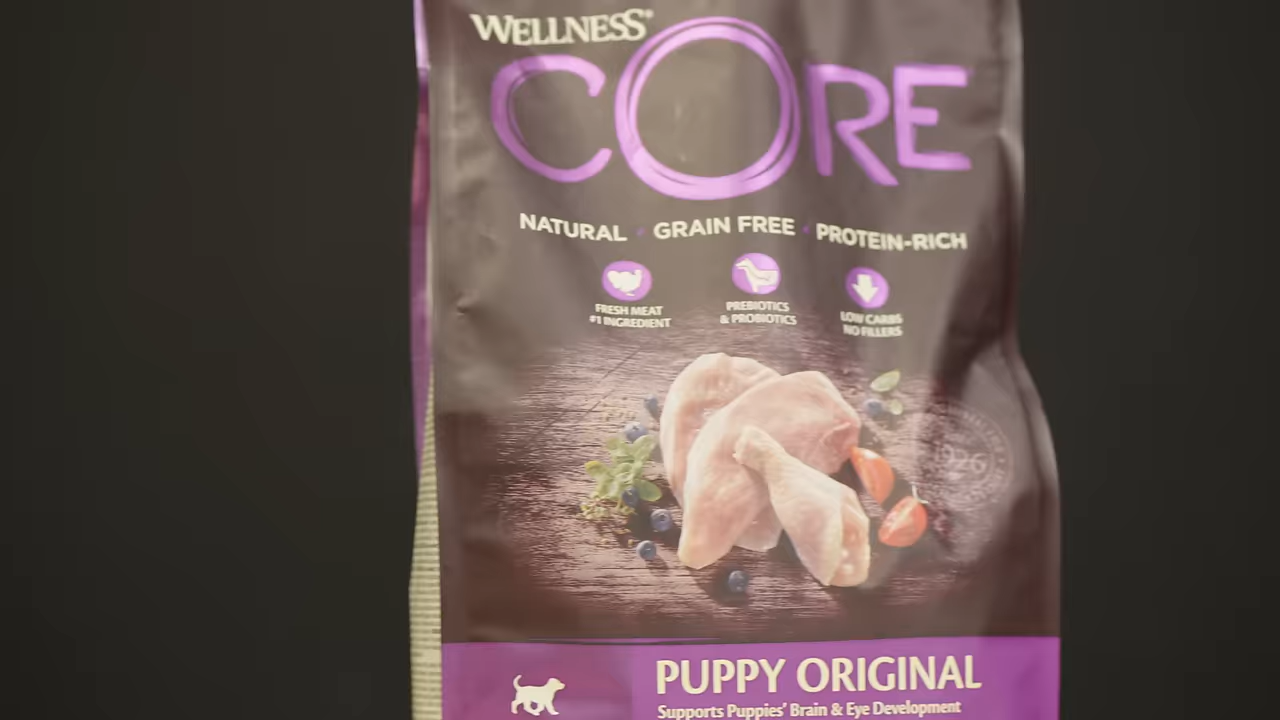 WELLNESS®
CORE
NATURAL · GRAIN FREE · PROTEIN-RICH
FRESH MEAT
#1 INGREDIENT
PREBIOTICS
& PROBIOTICS
LOW CARBS
NO FILLERS
1926
PUPPY ORIGINAL
Supports Puppies' Brain & Eye Development